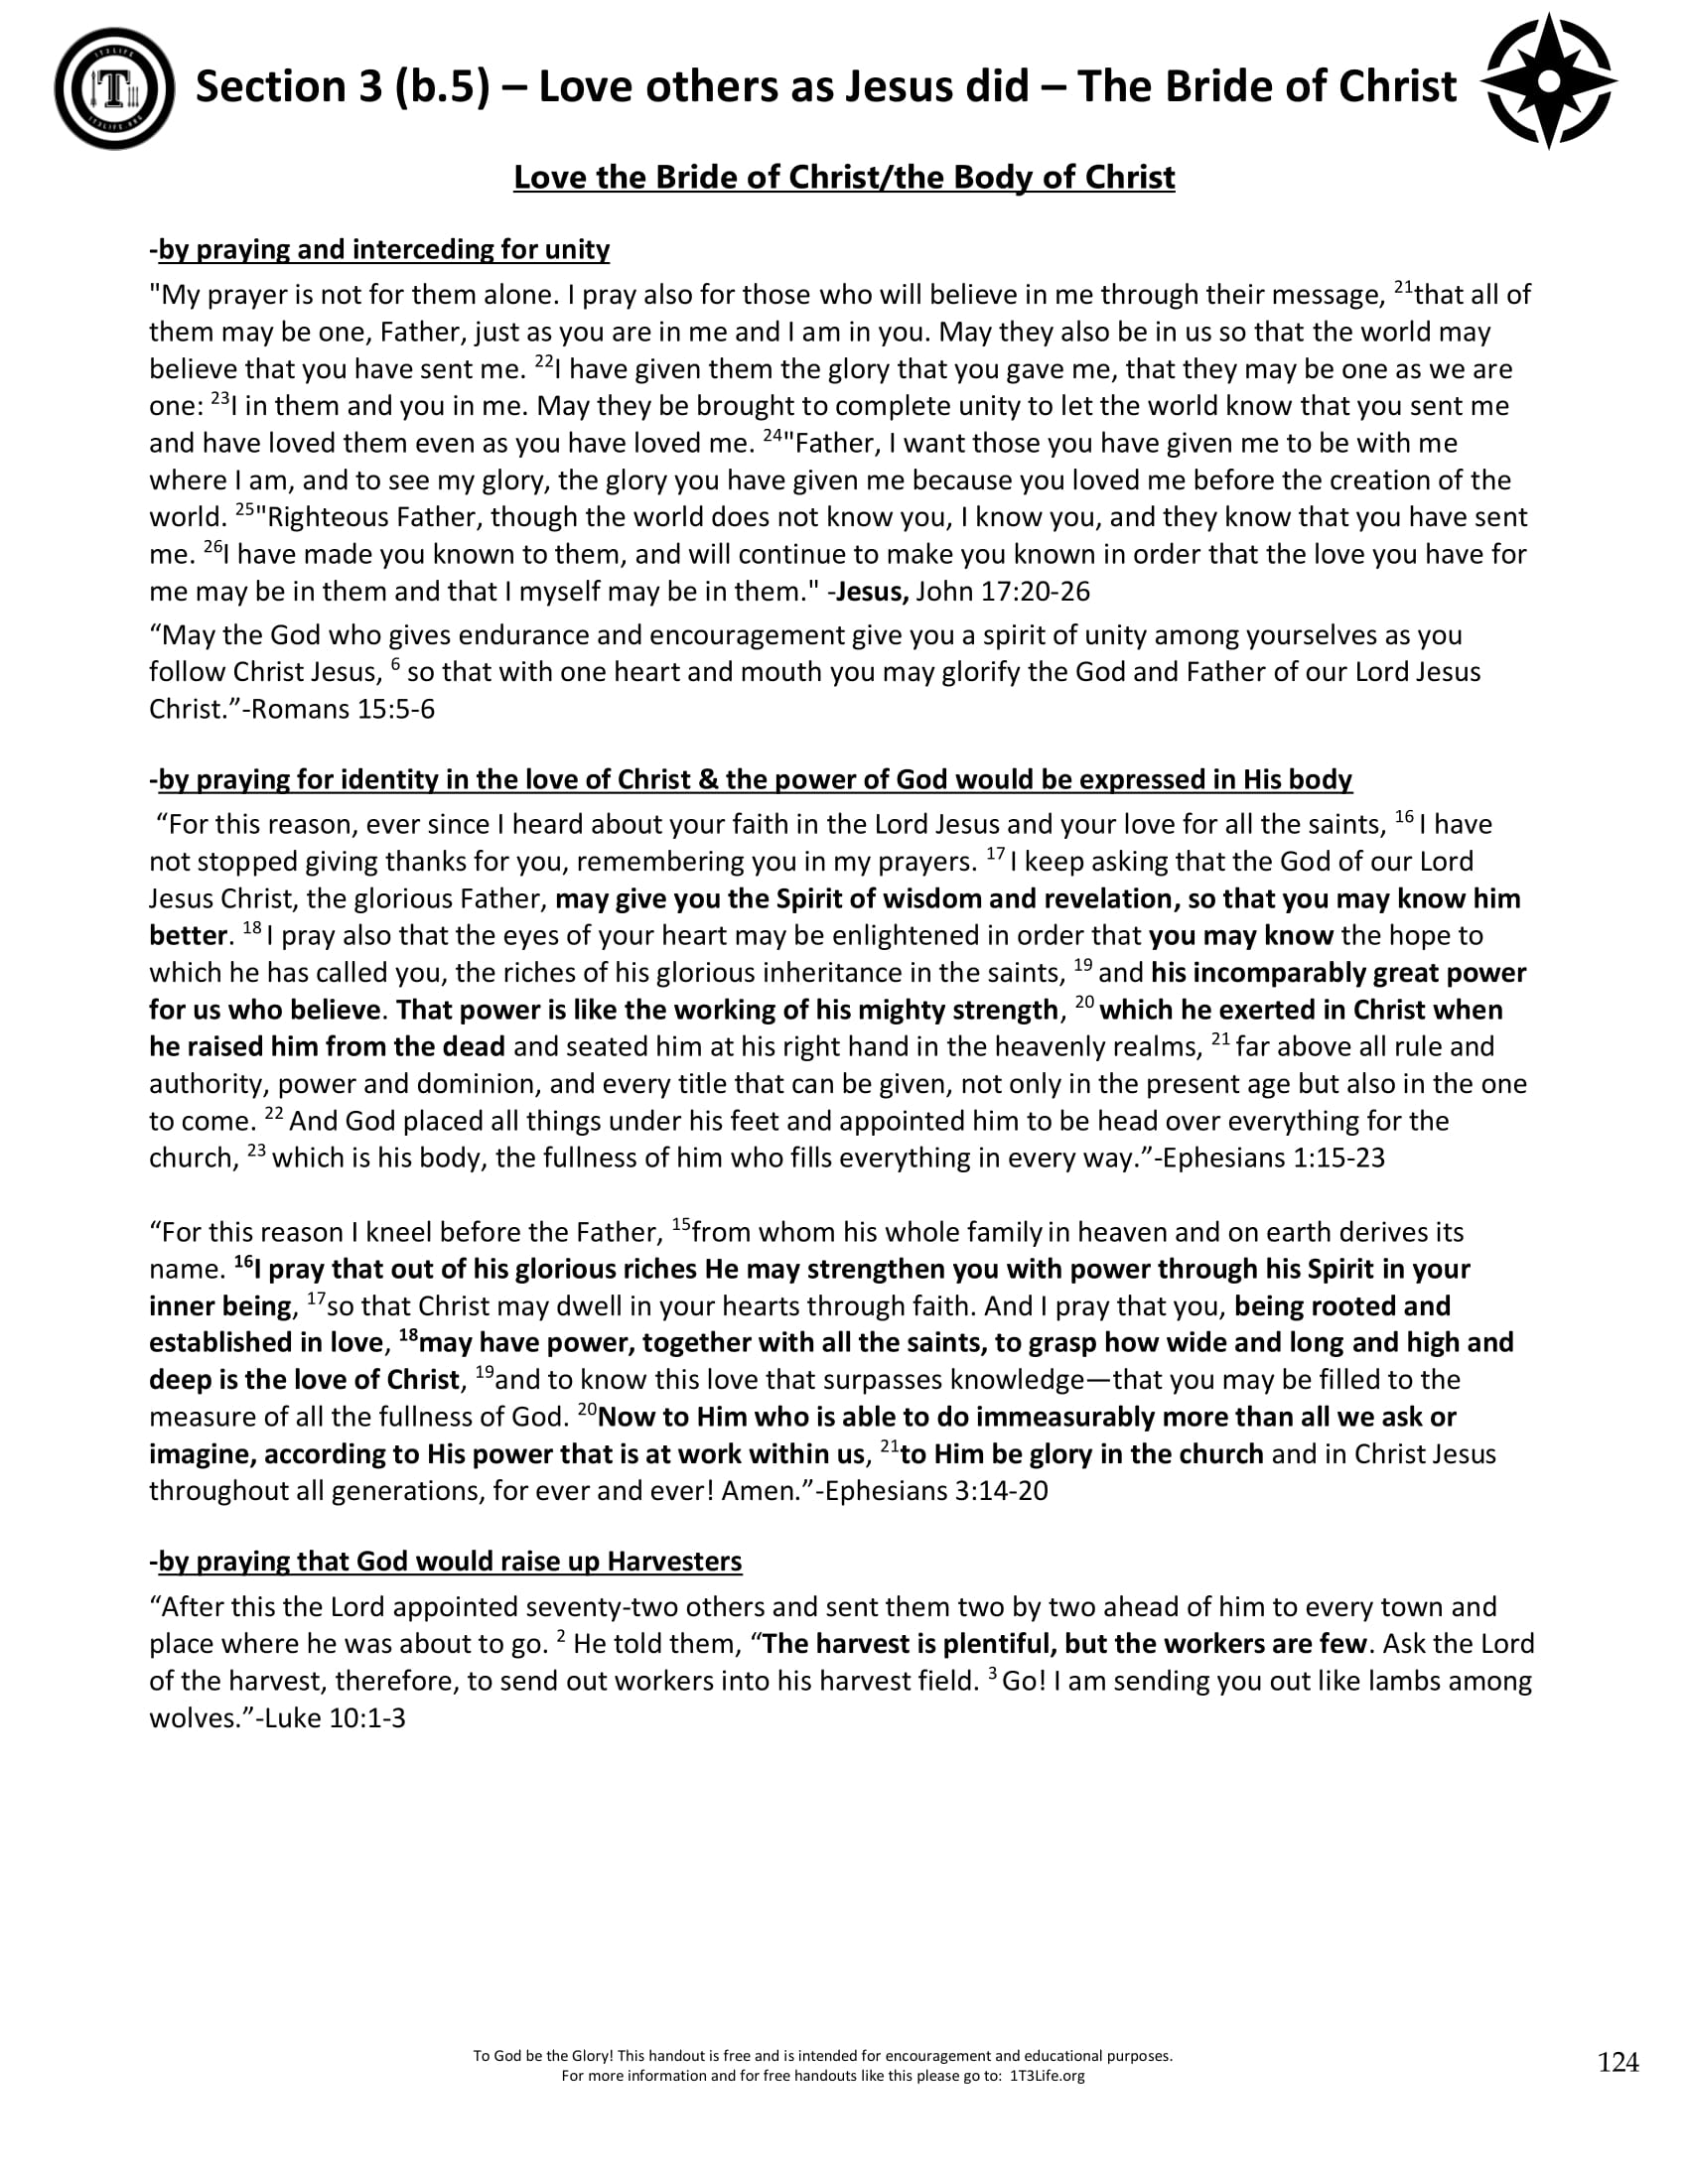 1T3LIFE
T
1T3LIFE.ORG
Section 3 (b.5) – Love others as Jesus did – The Bride of Christ
Love the Bride of Christ/the Body of Christ
-by praying and interceding for unity
"My prayer is not for them alone. I pray also for those who will believe in me through their message, 21that all of
them may be one, Father, just as you are in me and I am in you. May they also be in us so that the world may
believe that you have sent me. 22I have given them the glory that you gave me, that they may be one as we are
one: 23I in them and you in me. May they be brought to complete unity to let the world know that you sent me
and have loved them even as you have loved me. 24"Father, I want those you have given me to be with me
where I am, and to see my glory, the glory you have given me because you loved me before the creation of the
world. 25"Righteous Father, though the world does not know you, I know you, and they know that you have sent
me. 26I have made you known to them, and will continue to make you known in order that the love you have for
me may be in them and that I myself may be in them." -Jesus, John 17:20-26
“May the God who gives endurance and encouragement give you a spirit of unity among yourselves as you
follow Christ Jesus, 6 so that with one heart and mouth you may glorify the God and Father of our Lord Jesus
Christ.”-Romans 15:5-6
-by praying for identity in the love of Christ & the power of God would be expressed in His body
“For this reason, ever since I heard about your faith in the Lord Jesus and your love for all the saints, 16 I have
not stopped giving thanks for you, remembering you in my prayers. 17 I keep asking that the God of our Lord
Jesus Christ, the glorious Father, may give you the Spirit of wisdom and revelation, so that you may know him
better. 18 I pray also that the eyes of your heart may be enlightened in order that you may know the hope to
which he has called you, the riches of his glorious inheritance in the saints, 19 and his incomparably great power
for us who believe. That power is like the working of his mighty strength, 20 which he exerted in Christ when
he raised him from the dead and seated him at his right hand in the heavenly realms, 21 far above all rule and
authority, power and dominion, and every title that can be given, not only in the present age but also in the one
to come. 22 And God placed all things under his feet and appointed him to be head over everything for the
church, 23 which is his body, the fullness of him who fills everything in every way.”-Ephesians 1:15-23
“For this reason I kneel before the Father, 15from whom his whole family in heaven and on earth derives its
name. 16I pray that out of his glorious riches He may strengthen you with power through his Spirit in your
inner being, 17so that Christ may dwell in your hearts through faith. And I pray that you, being rooted and
established in love, 18may have power, together with all the saints, to grasp how wide and long and high and
deep is the love of Christ, 19and to know this love that surpasses knowledge—that you may be filled to the
measure of all the fullness of God. 20Now to Him who is able to do immeasurably more than all we ask or
imagine, according to His power that is at work within us, 21to Him be glory in the church and in Christ Jesus
throughout all generations, for ever and ever! Amen.”-Ephesians 3:14-20
-by praying that God would raise up Harvesters
“After this the Lord appointed seventy-two others and sent them two by two ahead of him to every town and
place where he was about to go. 2 He told them, “The harvest is plentiful, but the workers are few. Ask the Lord
of the harvest, therefore, to send out workers into his harvest field. 3 Go! I am sending you out like lambs among
wolves.”-Luke 10:1-3
To God be the Glory! This handout is free and is intended for encouragement and educational purposes.
For more information and for free handouts like this please go to: 1T3Life.org
124